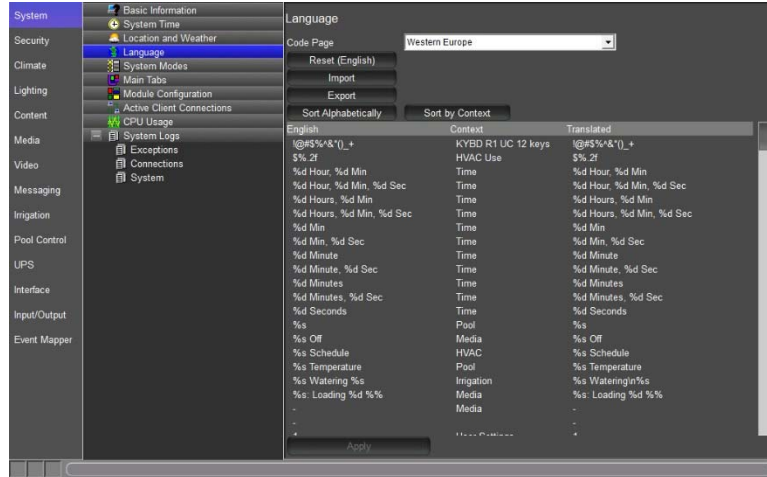 System
Security
Climate
Lighting
Content
Media
Video
Messaging
Irrigation
Pool Control
UPS
Interface
Input/Output
Event Mapper
Basic Information
System Time
Location and Weather
Language
System Modes
Main Tabs
Module Configuration
Active Client Connections
CPU Usage
System Logs
Exceptions
Connections
System
Language
Code Page Western Europe
Reset (English)
Import
Export
Sort Alphabetically Sort by Context
English Context Translated
!@#$%^&*()_+ KYBD R1 UC 12 keys !@#$%^&*()_+
$%.2f HVAC Use $%.2f
%d Hour, %d Min Time %d Hour, %d Min
%d Hour, %d Min, %d Sec Time %d Hour, %d Min, %d Sec
%d Hours, %d Min Time %d Hours, %d Min
%d Hours, %d Min, %d Sec Time %d Hours, %d Min, %d Sec
%d Min Time %d Min
%d Min, %d Sec Time %d Min, %d Sec
%d Minute Time %d Minute
%d Minute, %d Sec Time %d Minute, %d Sec
%d Minutes Time %d Minutes
%d Minutes, %d Sec Time %d Minutes, %d Sec
%d Seconds Time %d Seconds
%s Pool %s
%s Off Media %s Off
%s Schedule HVAC %s Schedule
%s Temperature Pool %s Temperature
%s Watering %s Irrigation %s Watering\n%s
%s: Loading %d %% Media %s: Loading %d %%
- Media -
- -
Apply